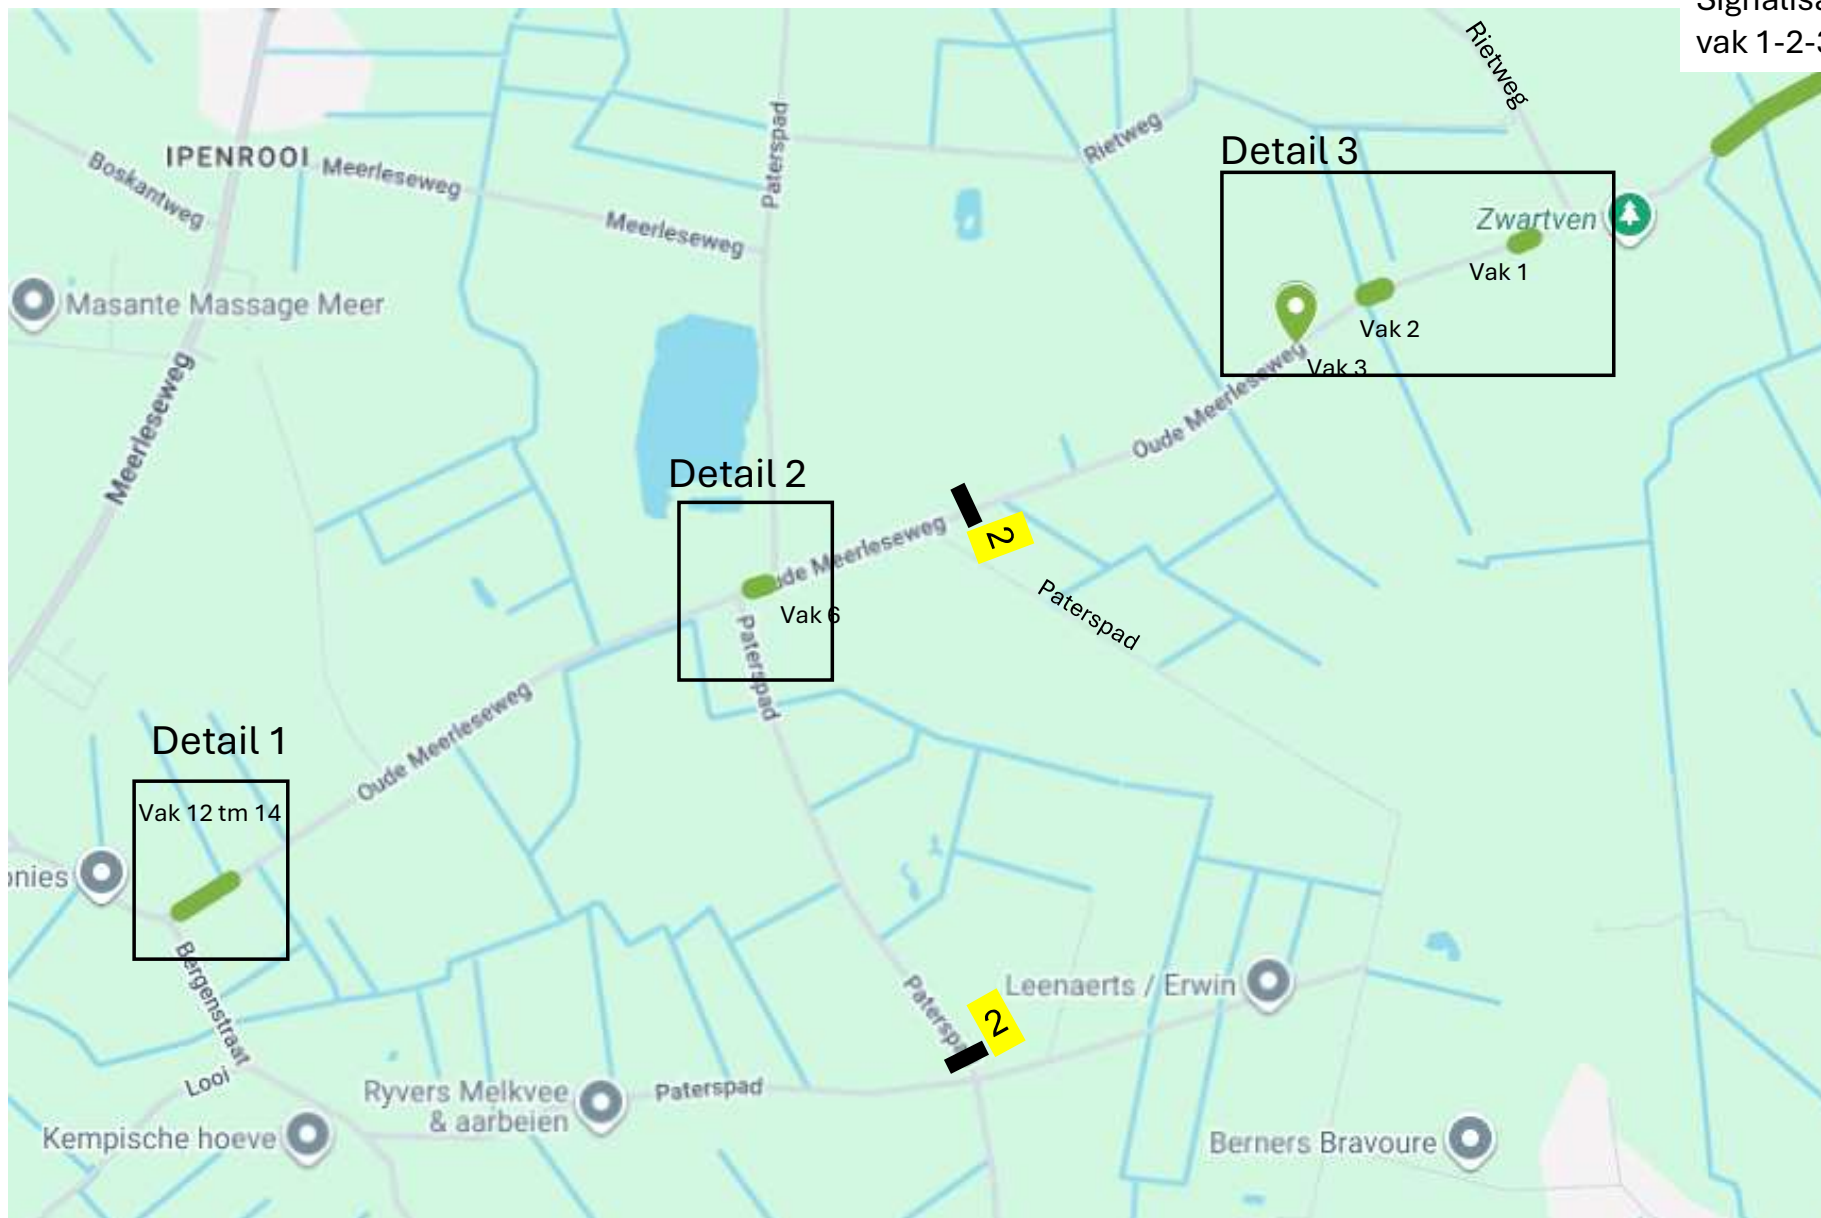 vak 1-2-3
Rietweg
Paterspad
Rietweg
Detail 3
IPENROOI
Meerleseweg
Boskantweg
Meerleseweg
Zwartven
Vak 1
Masante Massage Meer
Vak 2
Meerleseweg
Vak 3
Oude Meerleseweg
Detail 2
2
Oude Meerleseweg
Vak 6
Paterspad
Paterspad
Oude Meerleseweg
Detail 1
Vak 12 tm 14
Bergenstraat
Paterspad
Leenaerts / Erwin
2
Looi
Ryvers Melkvee
& aarbeien
Paterspad
Kempische hoeve
Berners Bravoure